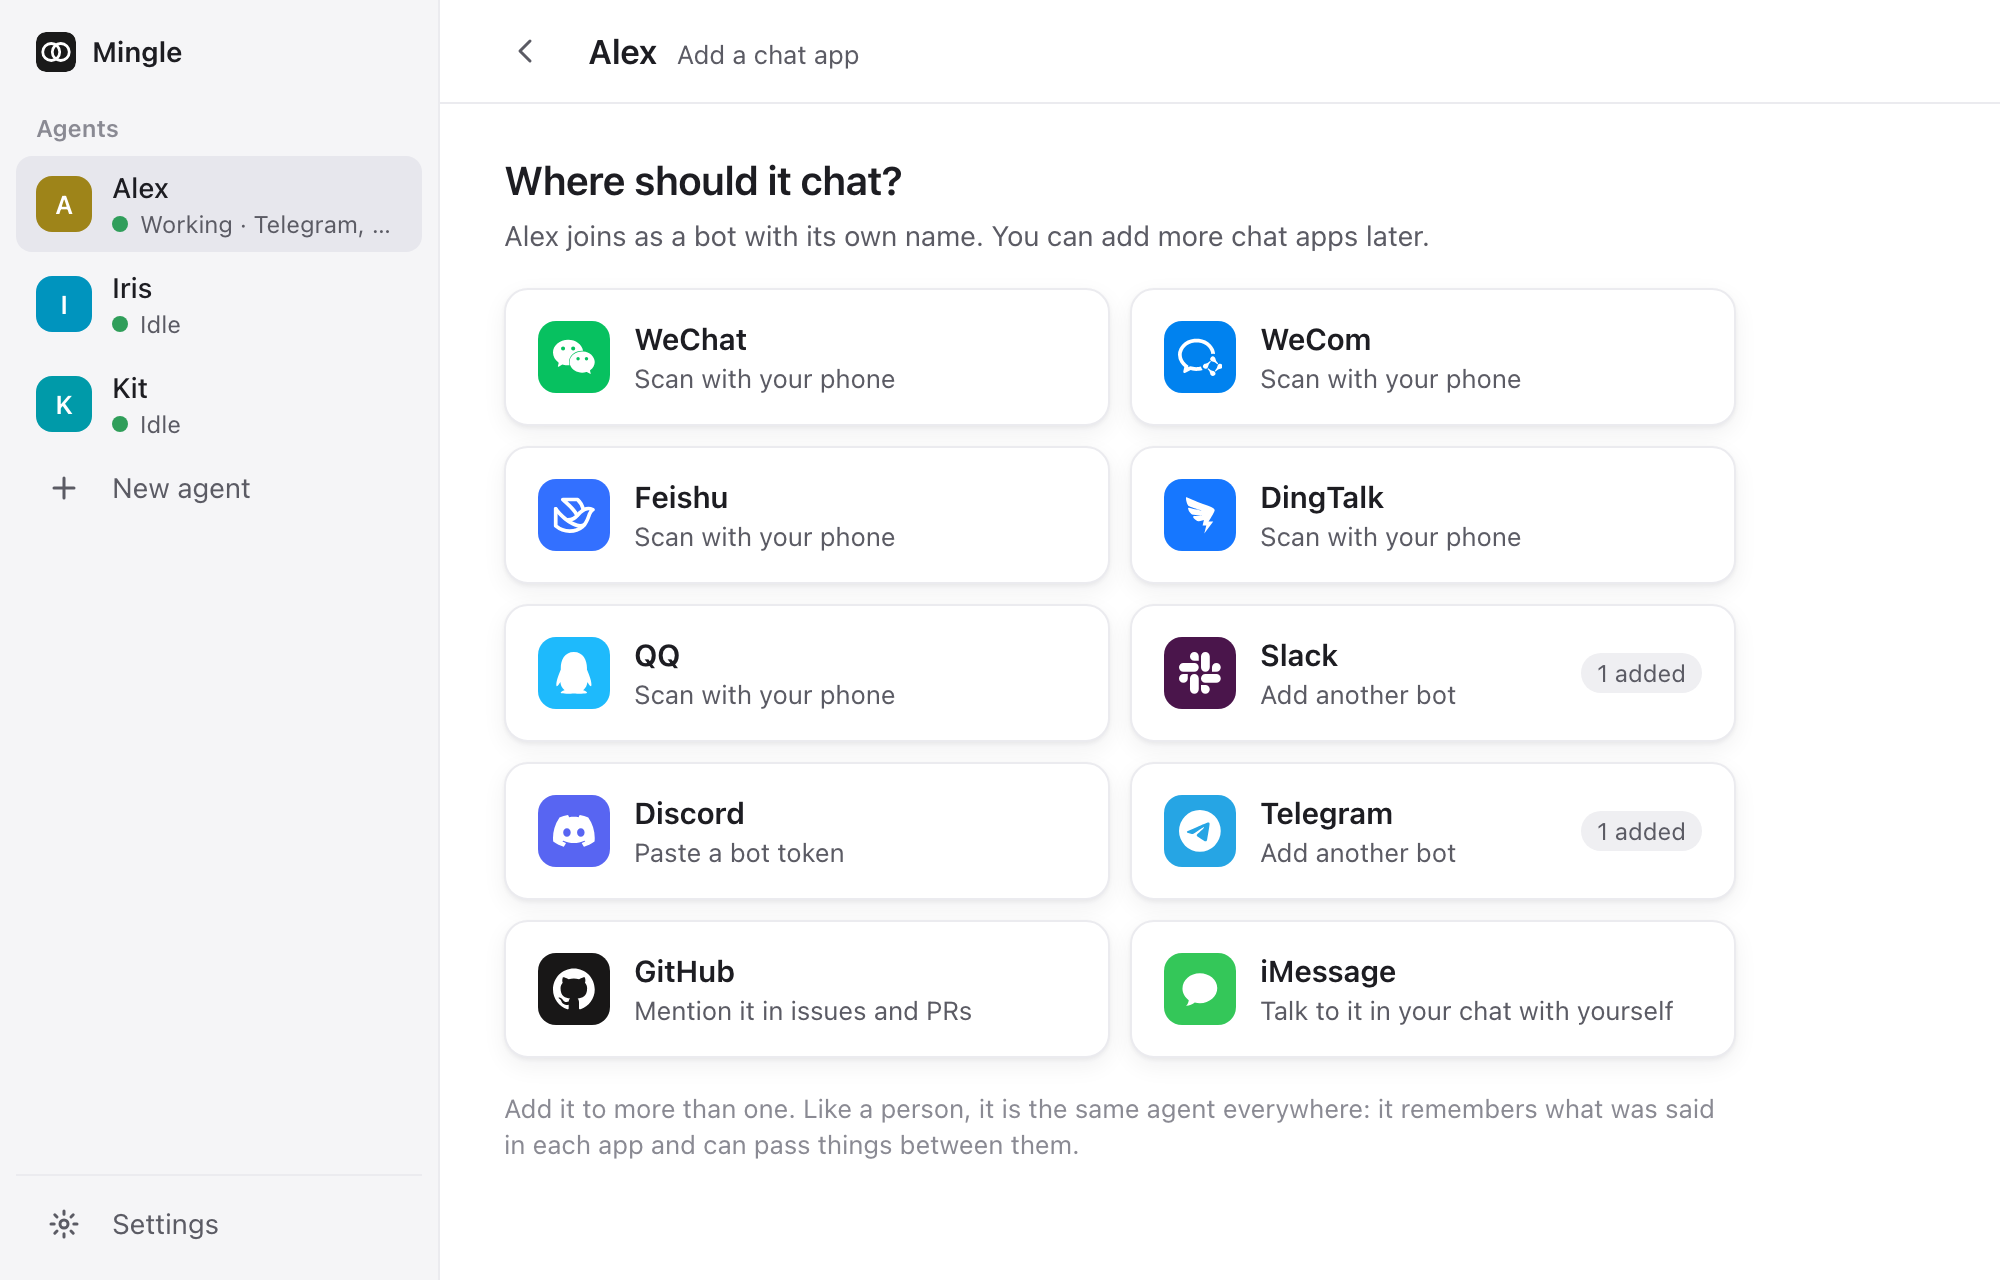 Mingle
Agents
A
Alex
Working · Telegram, ...
I
Iris
Idle
K
Kit
Idle
New agent
Settings
Alex Add a chat app
Where should it chat?
Alex joins as a bot with its own name. You can add more chat apps later.
WeChat
Scan with your phone
WeCom
Scan with your phone
Feishu
Scan with your phone
DingTalk
Scan with your phone
QQ
Scan with your phone
Slack
Add another bot
1 added
Discord
Paste a bot token
Telegram
Add another bot
1 added
GitHub
Mention it in issues and PRs
iMessage
Talk to it in your chat with yourself
Add it to more than one. Like a person, it is the same agent everywhere: it remembers what was said
in each app and can pass things between them.